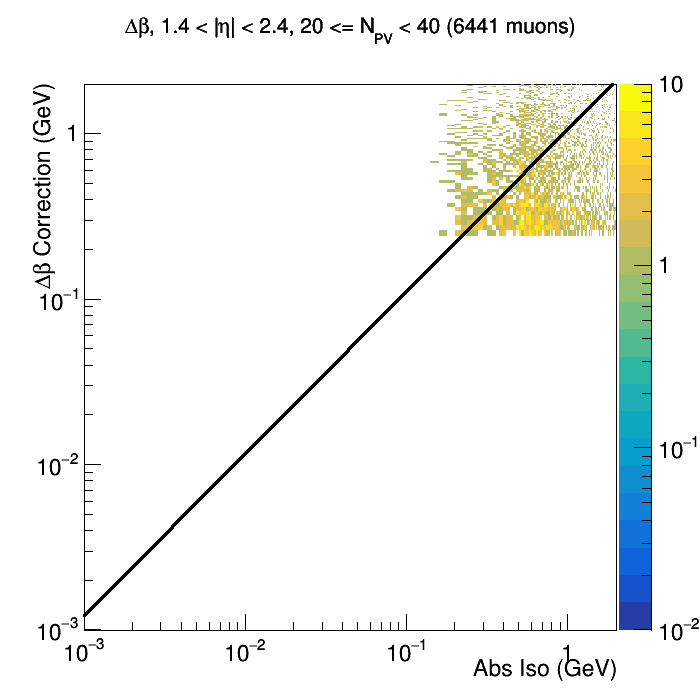 Δβ, 1.4 < |η| < 2.4, 20 <= N_PV < 40 (6441 muons)
Δβ Correction (GeV)
1
10⁻¹
10⁻²
10⁻³
10⁻³ 10⁻² 10⁻¹ 1
Abs Iso (GeV)
10
1
10⁻¹
10⁻²